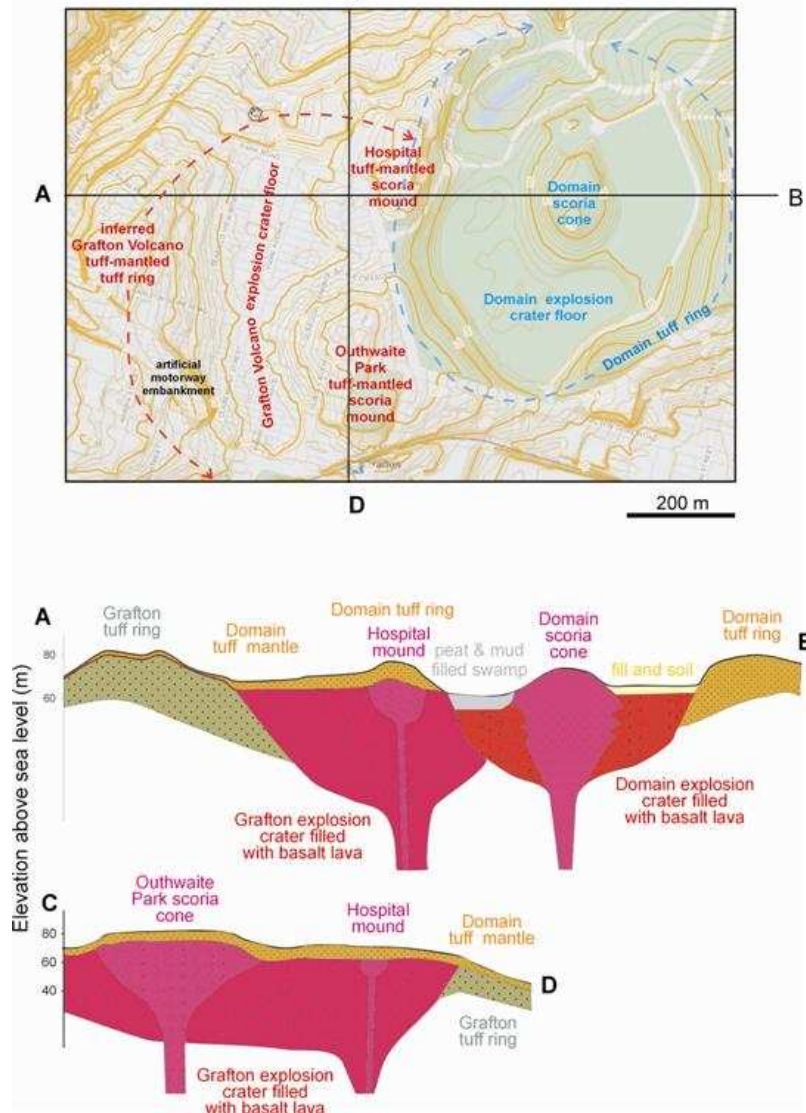 Hospital
tuff-mantled
scoria
mound
A
B
Domain
scoria
cone
inferred
Grafton Volcano
tuff-mantled
tuff ring
Grafton Volcano explosion crater floor
Domain explosion
crater floor
Domain tuff ring
Outhwaite
Park
tuff-mantled
scoria
mound
artificial
motorway
embankment
D
200 m
A
Grafton
tuff ring
Domain
tuff mantle
Domain tuff ring
Hospital
mound
peat & mud
filled swamp
Domain
scoria
cone
fill and soil
Domain
tuff ring
B
80
60
Elevation above sea level (m)
Grafton explosion
crater filled
with basalt lava
Domain explosion
crater filled
with basalt lava
C
Outhwaite
Park scoria
cone
Hospital
mound
Domain
tuff mantle
80
60
40
D
Grafton
tuff ring
Grafton explosion
crater filled
with basalt lava